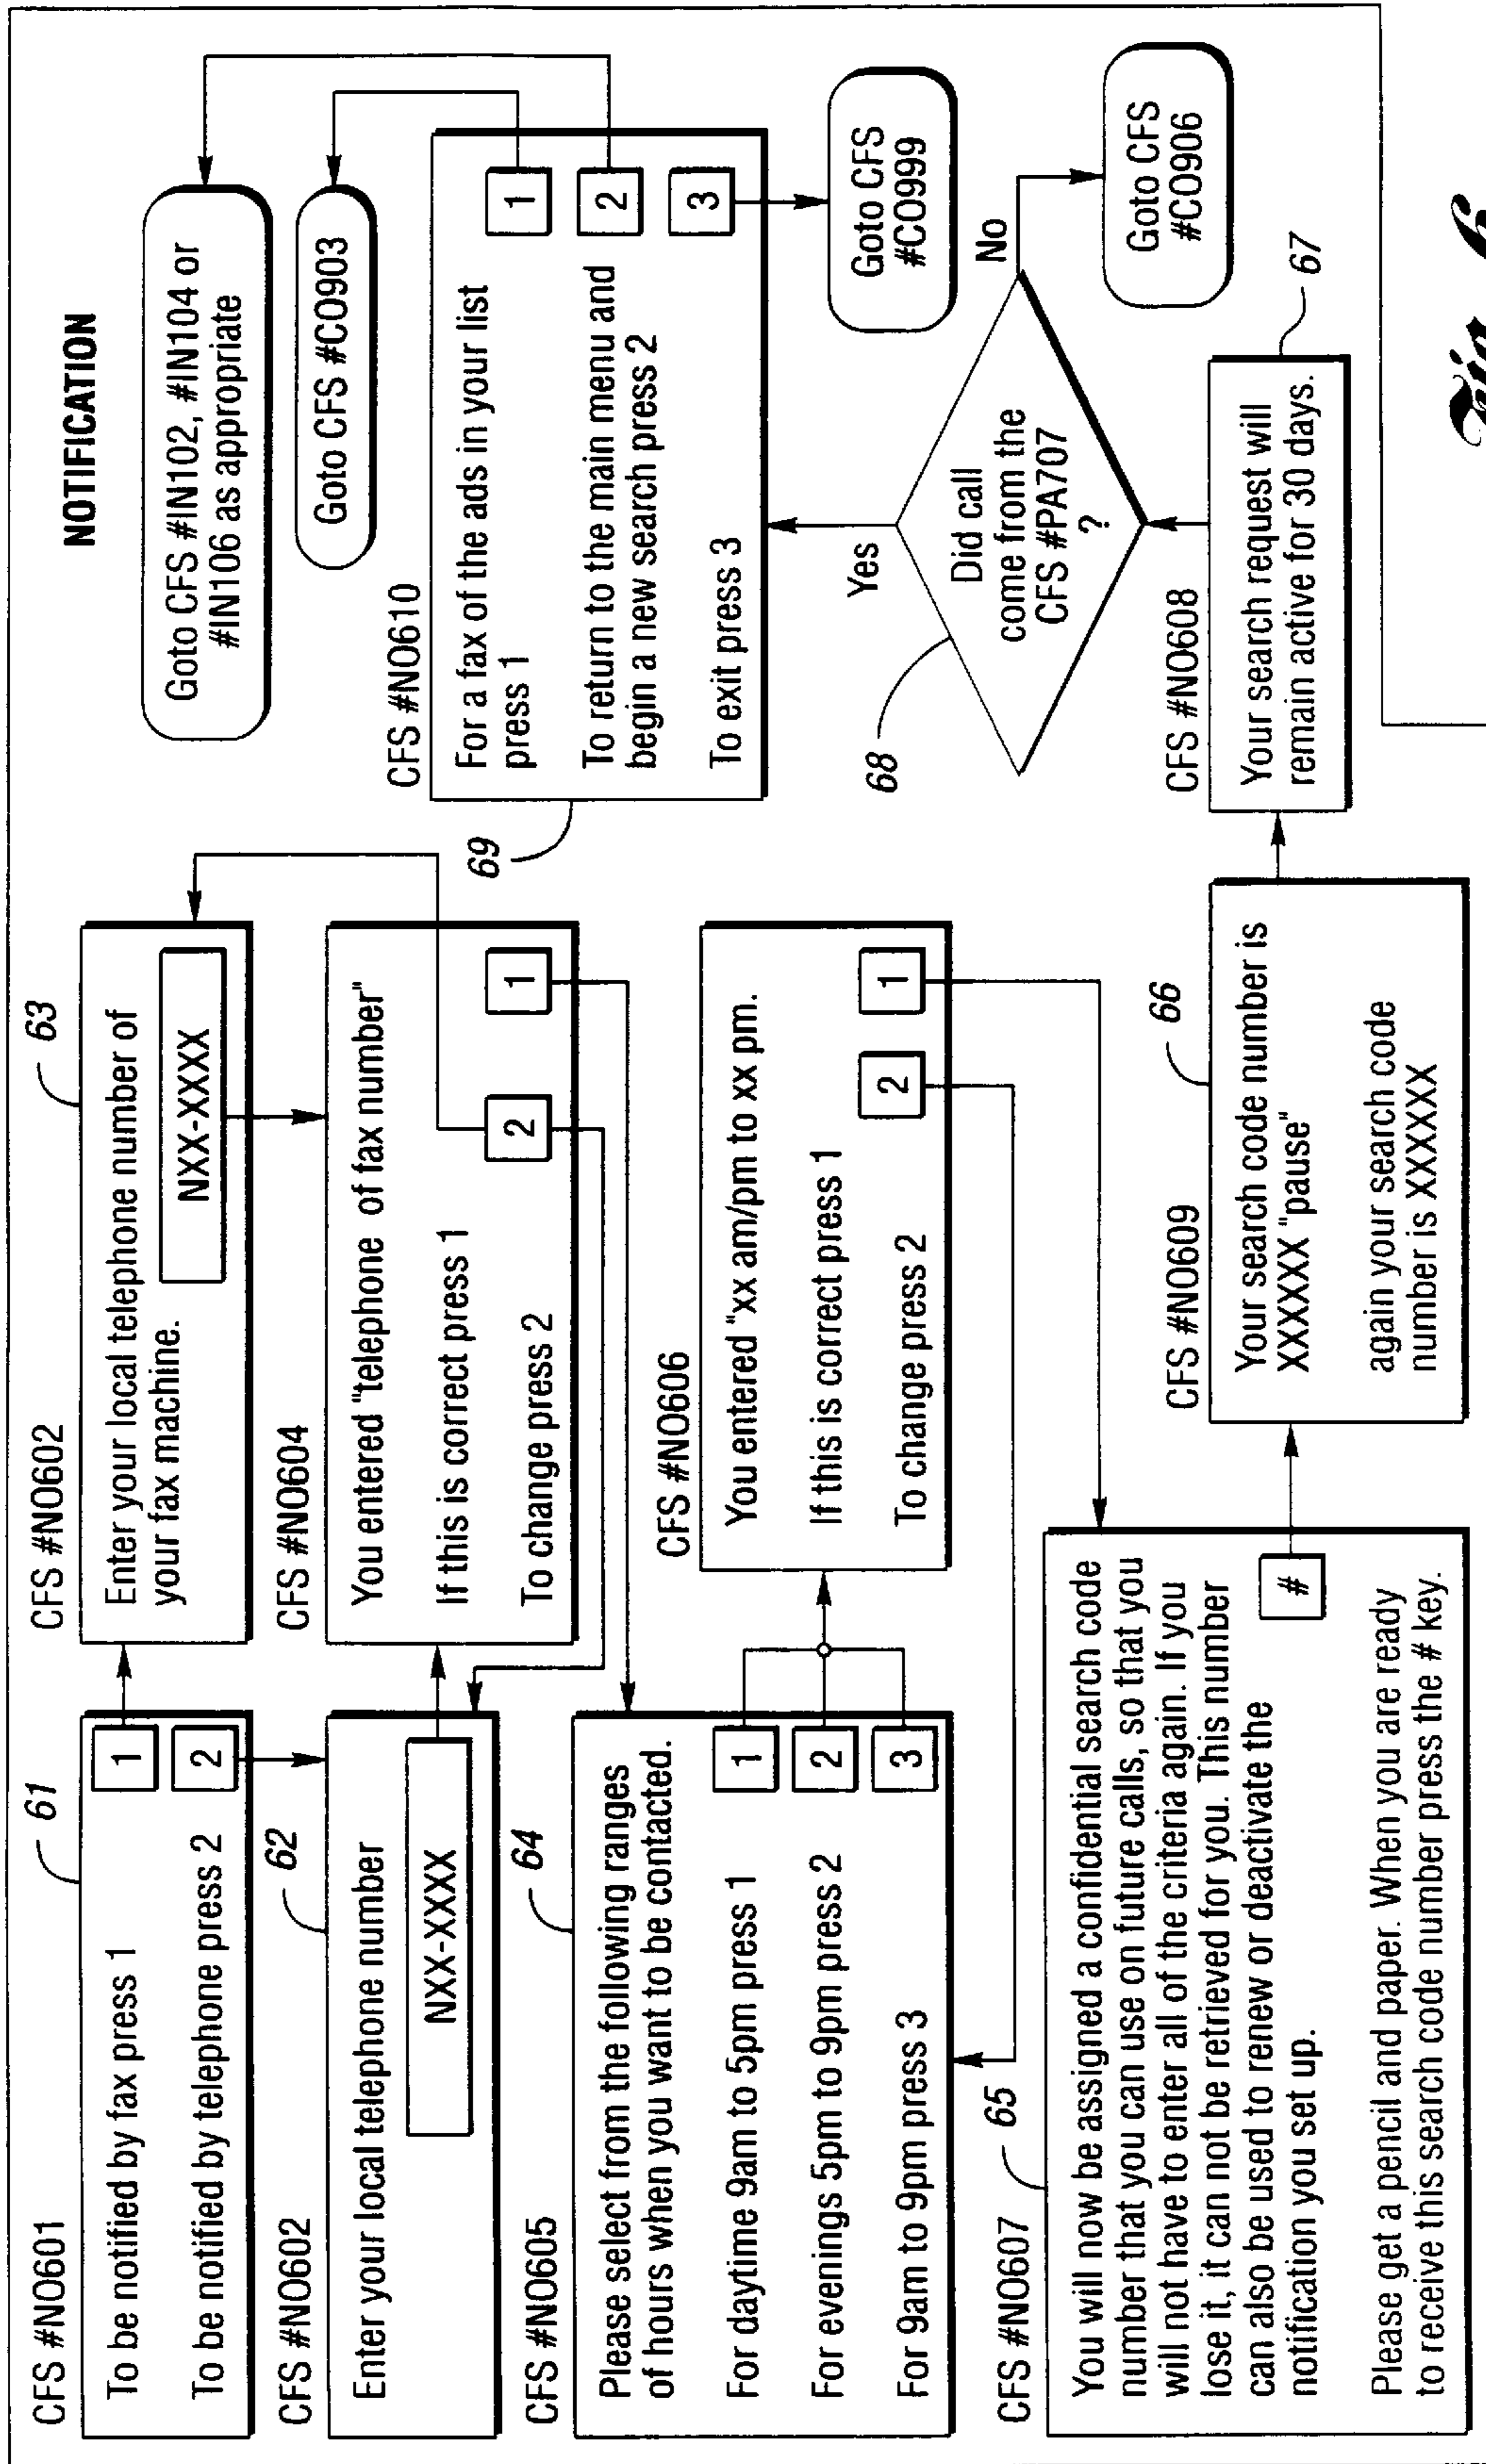 NOTIFICATION
CFS #NO601
61
To be notified by fax press 1
1
To be notified by telephone press 2
2
CFS #NO602
63
Enter your local telephone number of
your fax machine.
NXX-XXXX
CFS #NO602
62
Enter your local telephone number
NXX-XXXX
CFS #NO604
You entered "telephone of fax number"
If this is correct press 1
1
To change press 2
2
CFS #NO605
64
Please select from the following ranges
of hours when you want to be contacted.
For daytime 9am to 5pm press 1
1
For evenings 5pm to 9pm press 2
2
For 9am to 9pm press 3
3
CFS #NO606
You entered "xx am/pm to xx pm.
If this is correct press 1
1
To change press 2
2
CFS #NO607
65
You will now be assigned a confidential search code
number that you can use on future calls, so that you
will not have to enter all of the criteria again. If you
lose it, it can not be retrieved for you. This number
can also be used to renew or deactivate the
notification you set up.
#
Please get a pencil and paper. When you are ready
to receive this search code number press the # key.
CFS #NO609
66
Your search code number is
XXXXXX "pause"
again your search code
number is XXXXXX
CFS #NO608
67
Your search request will
remain active for 30 days.
68
Did call
come from the
CFS #PA707
?
Yes
No
Goto CFS
#CO906
CFS #NO610
69
For a fax of the ads in your list
press 1
1
To return to the main menu and
begin a new search press 2
2
To exit press 3
3
Goto CFS #IN102, #IN104 or
#IN106 as appropriate
Goto CFS #CO903
Goto CFS
#CO999